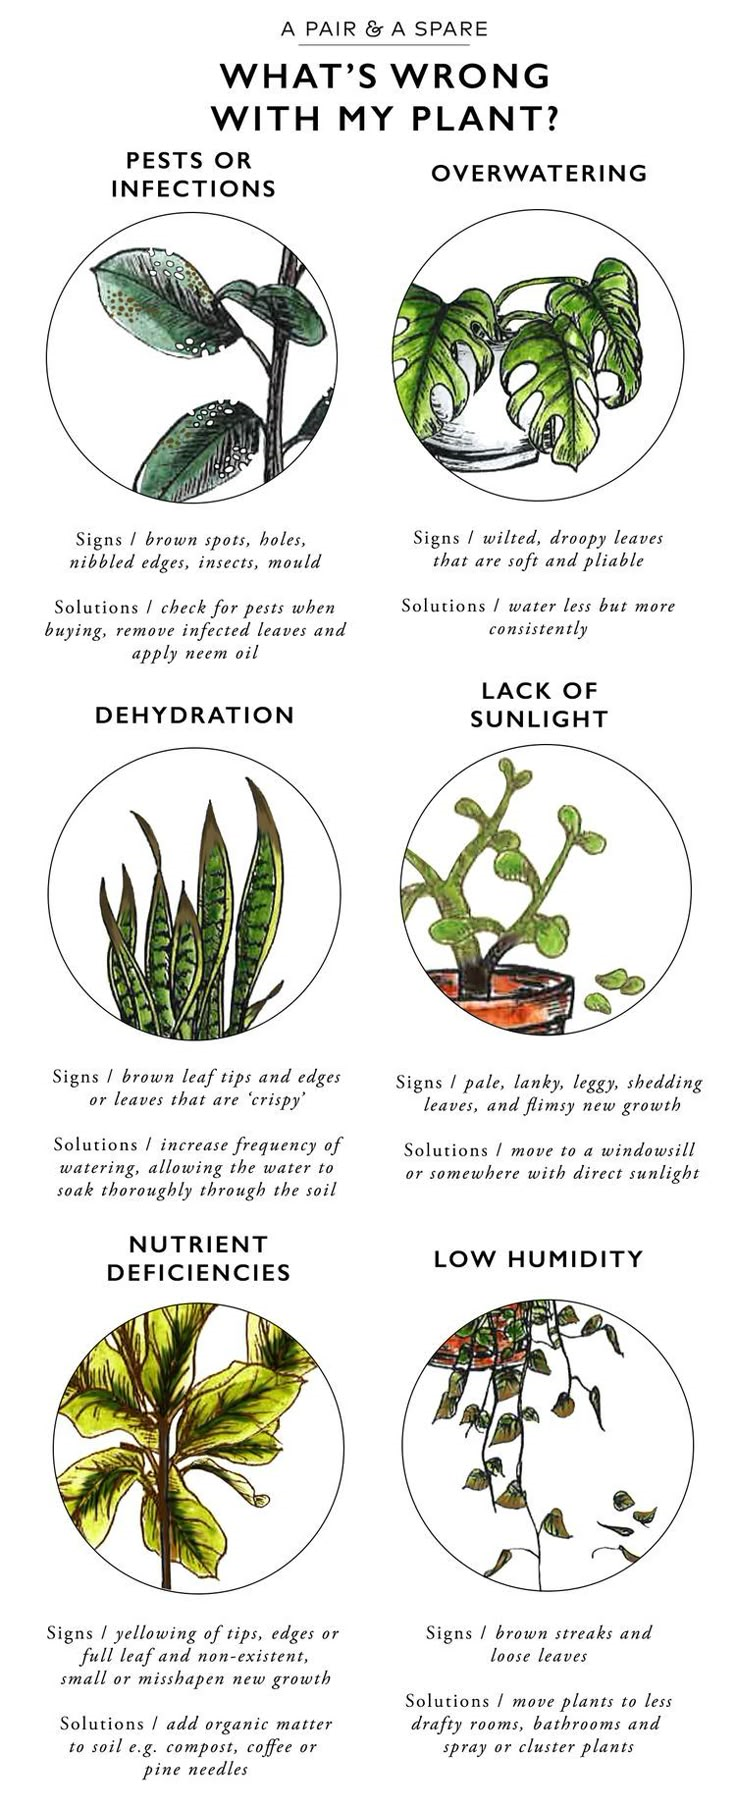 A PAIR & A SPARE
WHAT'S WRONG
WITH MY PLANT?
PESTS OR
INFECTIONS
Signs / brown spots, holes,
nibbled edges, insects, mould
Solutions / check for pests when
buying, remove infected leaves and
apply neem oil
OVERWATERING
Signs / wilted, droopy leaves
that are soft and pliable
Solutions / water less but more
consistently
DEHYDRATION
Signs / brown leaf tips and edges
or leaves that are 'crispy'
Solutions / increase frequency of
watering, allowing the water to
soak thoroughly through the soil
LACK OF
SUNLIGHT
Signs / pale, lanky, leggy, shedding
leaves, and flimsy new growth
Solutions / move to a windowsill
or somewhere with direct sunlight
NUTRIENT
DEFICIENCIES
Signs / yellowing of tips, edges or
full leaf and non-existent,
small or misshapen new growth
Solutions / add organic matter
to soil e.g. compost, coffee or
pine needles
LOW HUMIDITY
Signs / brown streaks and
loose leaves
Solutions / move plants to less
drafty rooms, bathrooms and
spray or cluster plants